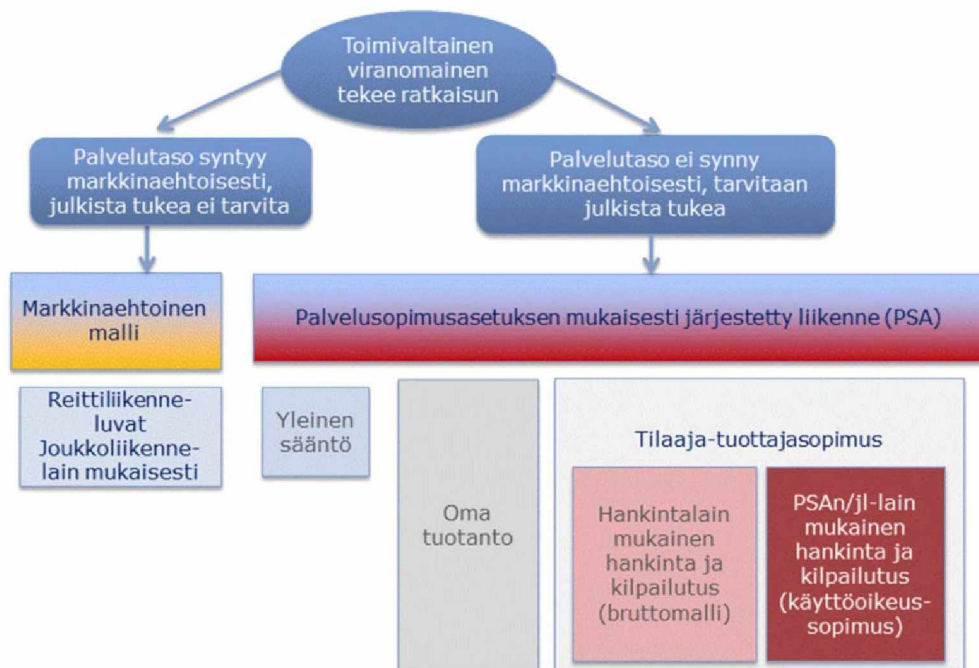 Toimivaltainen
viranomainen
tekee ratkaisun
Palvelutaso syntyy
markkinaehtoisesti,
julkista tukea ei tarvita
Palvelutaso ei synny
markkinaehtoisesti, tarvitaan
julkista tukea
Markkinaehtoinen
malli
Palvelusopimusasetuksen mukaisesti järjestetty liikenne (PSA)
Reittiliikenne-
luvat
Joukkoliikenne-
lain mukaisesti
Yleinen
sääntö
Oma
tuotanto
Tilaaja-tuottajasopimus
Hankintalain
mukainen
hankinta ja
kilpailutus
(bruttomalli)
PSAn/jl-lain
mukainen
hankinta ja
kilpailutus
(käyttöoikeus-
sopimus)